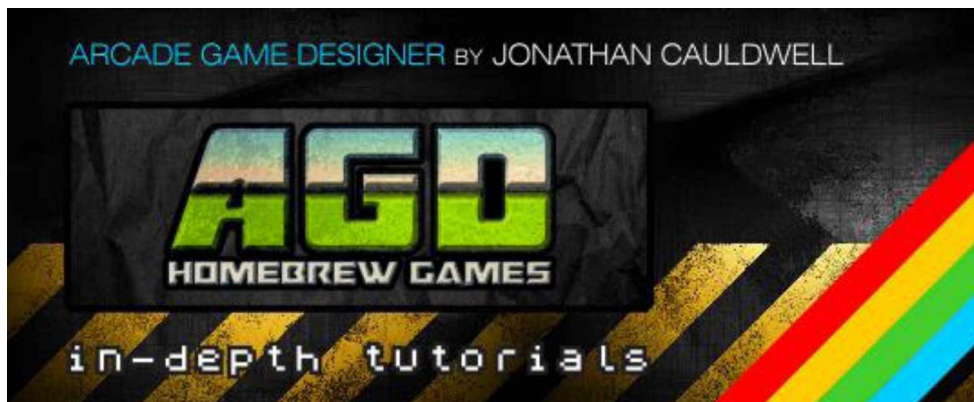 ARCADE GAME DESIGNER BY JONATHAN CAULDWELL
AGD
HOMEBREW GAMES
in-depth tutorials